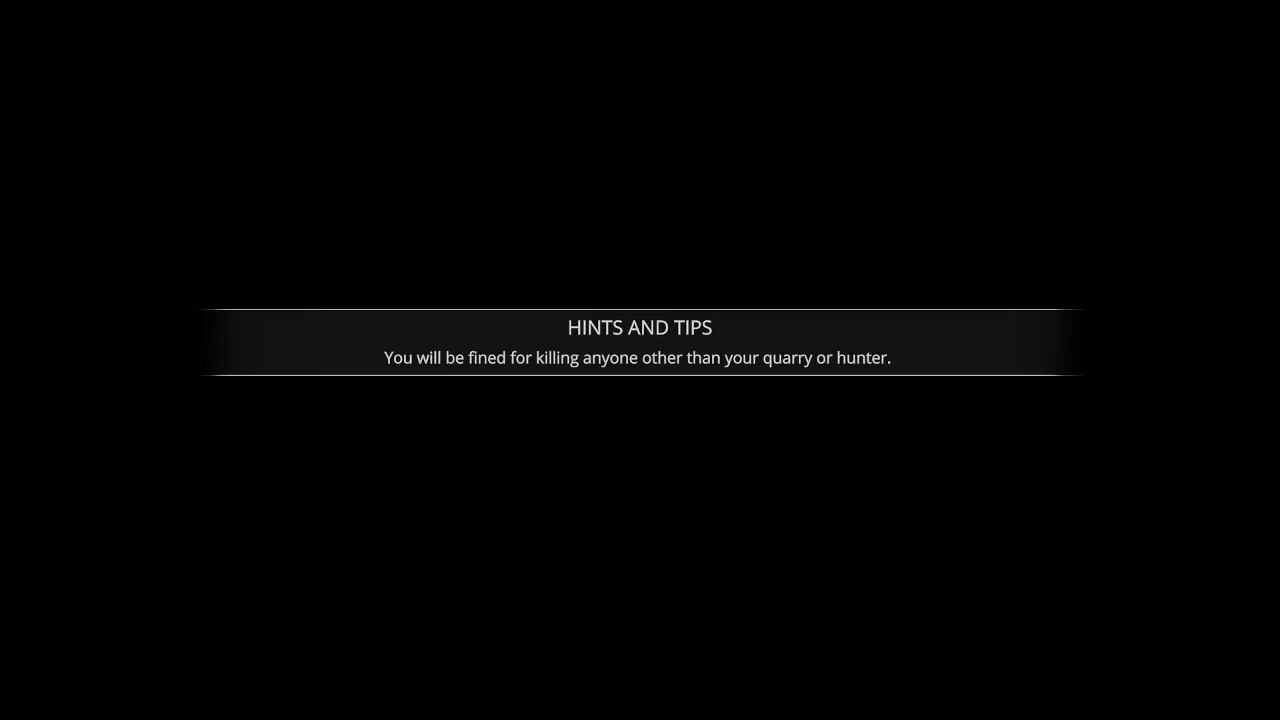 HINTS AND TIPS
You will be fined for killing anyone other than your quarry or hunter.